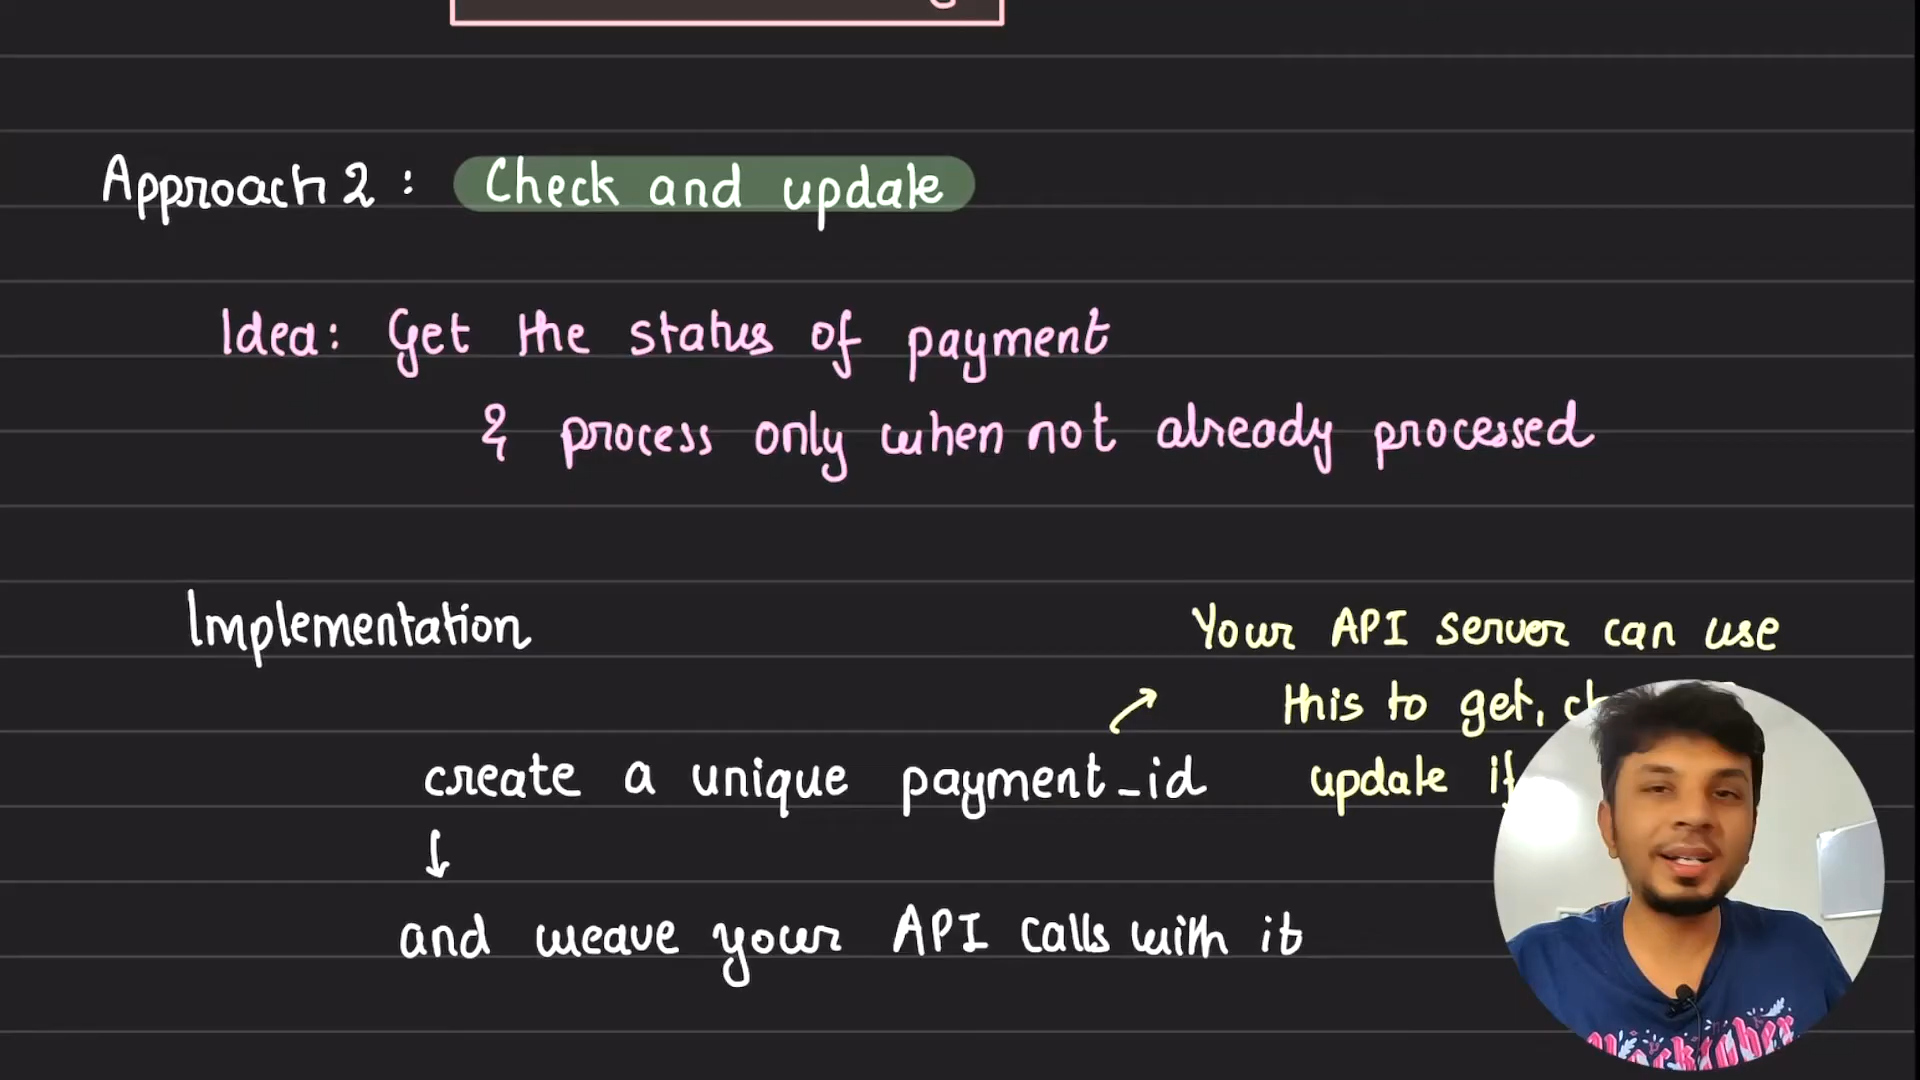 Approach 2 : Check and update
Idea: Get the status of payment
& process only when not already processed
Implementation
Your API server can use
this to get,
update if
create a unique payment_id
↓
and weave your API calls with it